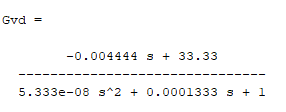 Gvd =
-0.004444 s + 33.33
-------------------------------
5.333e-08 s^2 + 0.0001333 s + 1